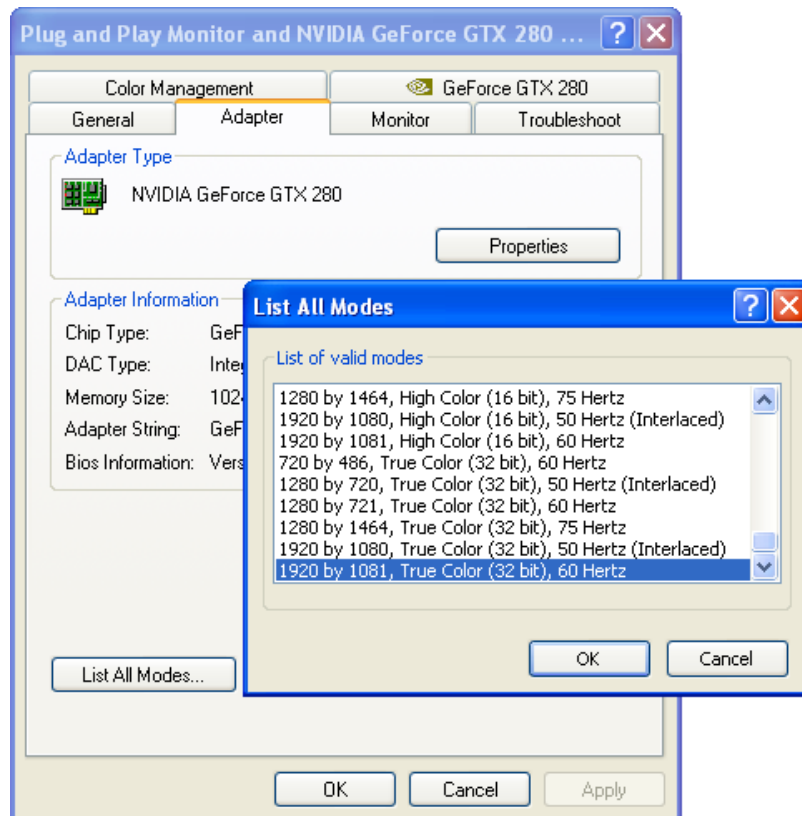 Plug and Play Monitor and NVIDIA GeForce GTX 280 ...
Color Management
GeForce GTX 280
General
Adapter
Monitor
Troubleshoot
Adapter Type
NVIDIA GeForce GTX 280
Properties
Adapter Information
Chip Type: GeF
DAC Type: Inte
Memory Size: 102
Adapter String: GeF
Bios Information: Vers
List All Modes...
OK
Cancel
Apply
List All Modes
List of valid modes
1280 by 1464, High Color (16 bit), 75 Hertz
1920 by 1080, High Color (16 bit), 50 Hertz (Interlaced)
1920 by 1081, High Color (16 bit), 60 Hertz
720 by 486, True Color (32 bit), 60 Hertz
1280 by 720, True Color (32 bit), 50 Hertz (Interlaced)
1280 by 721, True Color (32 bit), 60 Hertz
1280 by 1464, True Color (32 bit), 75 Hertz
1920 by 1080, True Color (32 bit), 50 Hertz (Interlaced)
1920 by 1081, True Color (32 bit), 60 Hertz
OK
Cancel